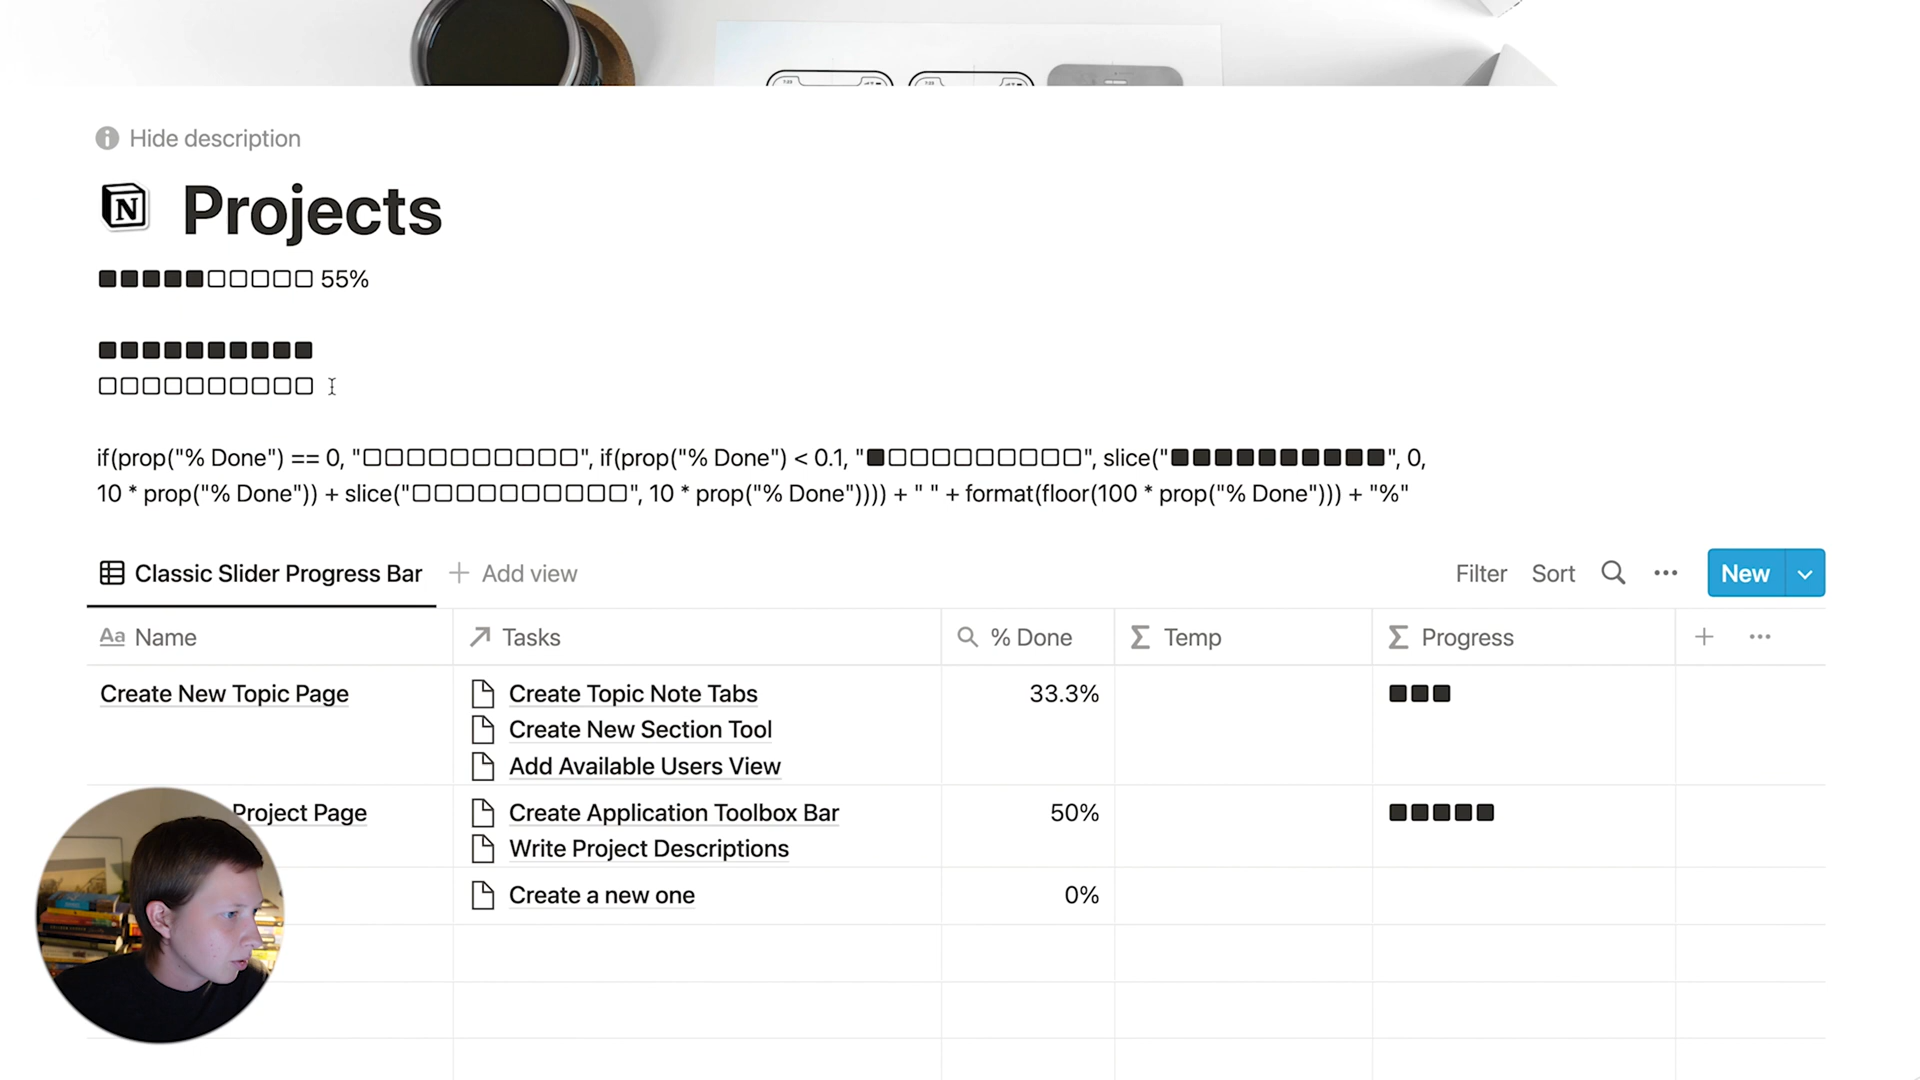 Hide description
Projects
■■■■■□□□□□ 55%
■■■■■■■■■■
□□□□□□□□□□
if(prop("% Done") == 0, "□□□□□□□□□□", if(prop("% Done") < 0.1, "■□□□□□□□□□", slice("■■■■■■■■■■", 0,
10 * prop("% Done")) + slice("□□□□□□□□□□", 10 * prop("% Done")))) + " " + format(floor(100 * prop("% Done"))) + "%"
Classic Slider Progress Bar + Add view Filter Sort ••• New
Aa Name Tasks % Done Σ Temp Σ Progress + •••
Create New Topic Page Create Topic Note Tabs 33.3% ■■■
Create New Section Tool
Add Available Users View
Project Page Create Application Toolbox Bar 50% ■■■■■
Write Project Descriptions
Create a new one 0%